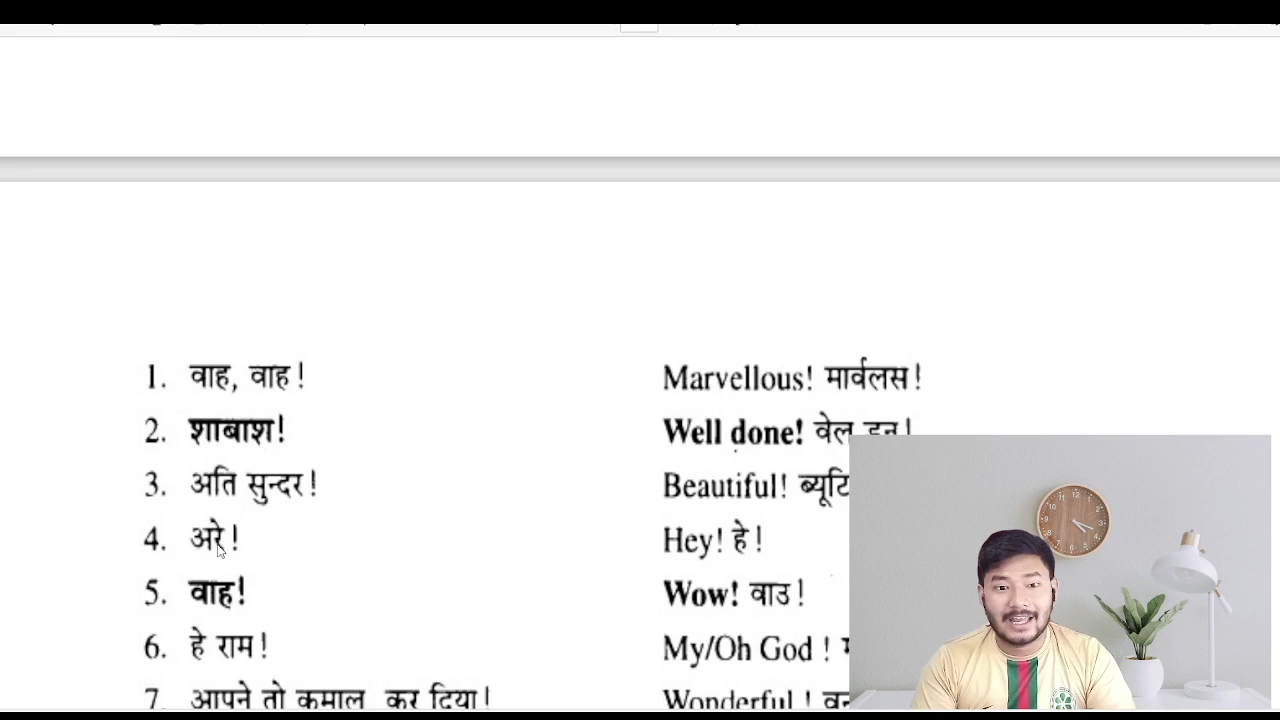 1. वाह, वाह! Marvellous! मार्वलस!
2. शाबाश! Well done! वेल डन!
3. अति सुन्दर! Beautiful!
4. अरे! Hey! हे!
5. वाह! Wow! वाउ!
6. हे राम! My/Oh God !
7. आपने तो कमाल कर दिया! Wonderful !